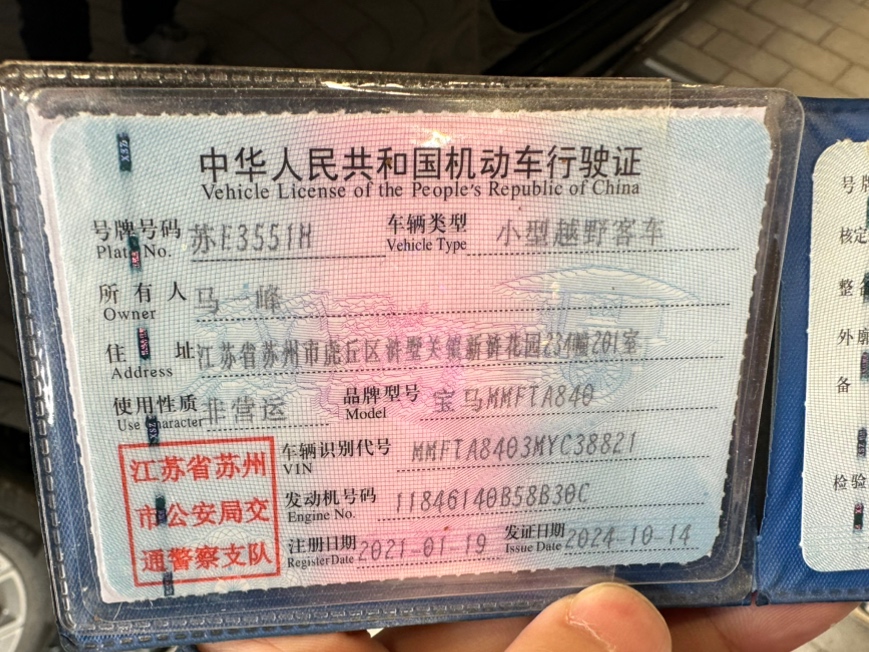 中华人民共和国机动车行驶证
Vehicle License of the People's Republic of China
号牌号码 苏E3551H 车辆类型 小型越野客车
Plate No. Vehicle Type
所有人 马一峰
Owner
住址 江苏省苏州市虎丘区浒墅关镇新浒花园234幢201室
Address
使用性质 非营运 品牌型号 宝马MMFTA840
Use Character Model
车辆识别代号 MMFTA8403MYC38821
VIN
发动机号码 11846140B58B30C
Engine No.
注册日期 2021-01-19 发证日期 2024-10-14
Register Date Issue Date
江苏省苏州
市公安局交
通警察支队
号牌
核定
整备
外廓
备
检验